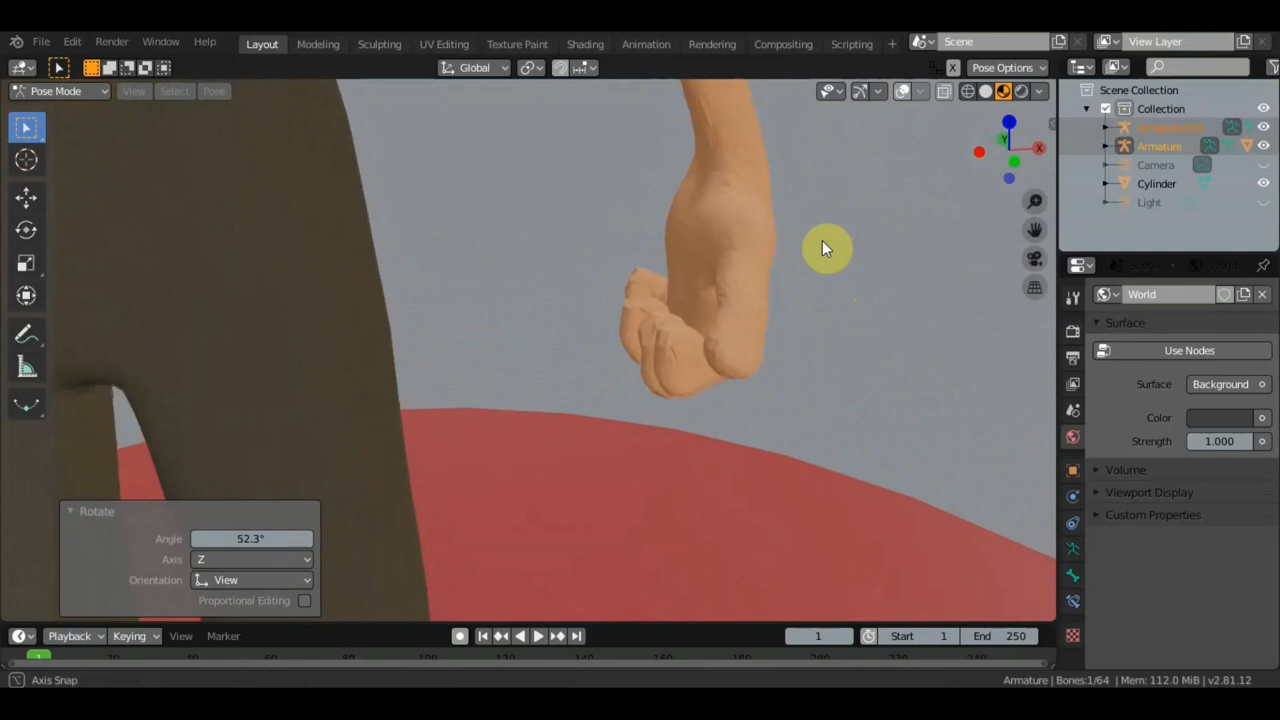 File Edit Render Window Help Layout Modeling Sculpting UV Editing Texture Paint Shading Animation Rendering Compositing Scripting + Scene View Layer
Global X Pose Options
Pose Mode View Select Pose
Scene Collection
Collection
Armature
Camera
Cylinder
Light
Y X
World
Surface
Use Nodes
Surface Background
Color
Strength 1.000
Volume
Viewport Display
Custom Properties
Rotate
Angle 52.3°
Axis Z
Orientation View
Proportional Editing
Playback Keying View Marker 1 Start 1 End 250
1
Axis Snap Armature | Bones:1/64 | Mem: 112.0 MiB | v2.81.12